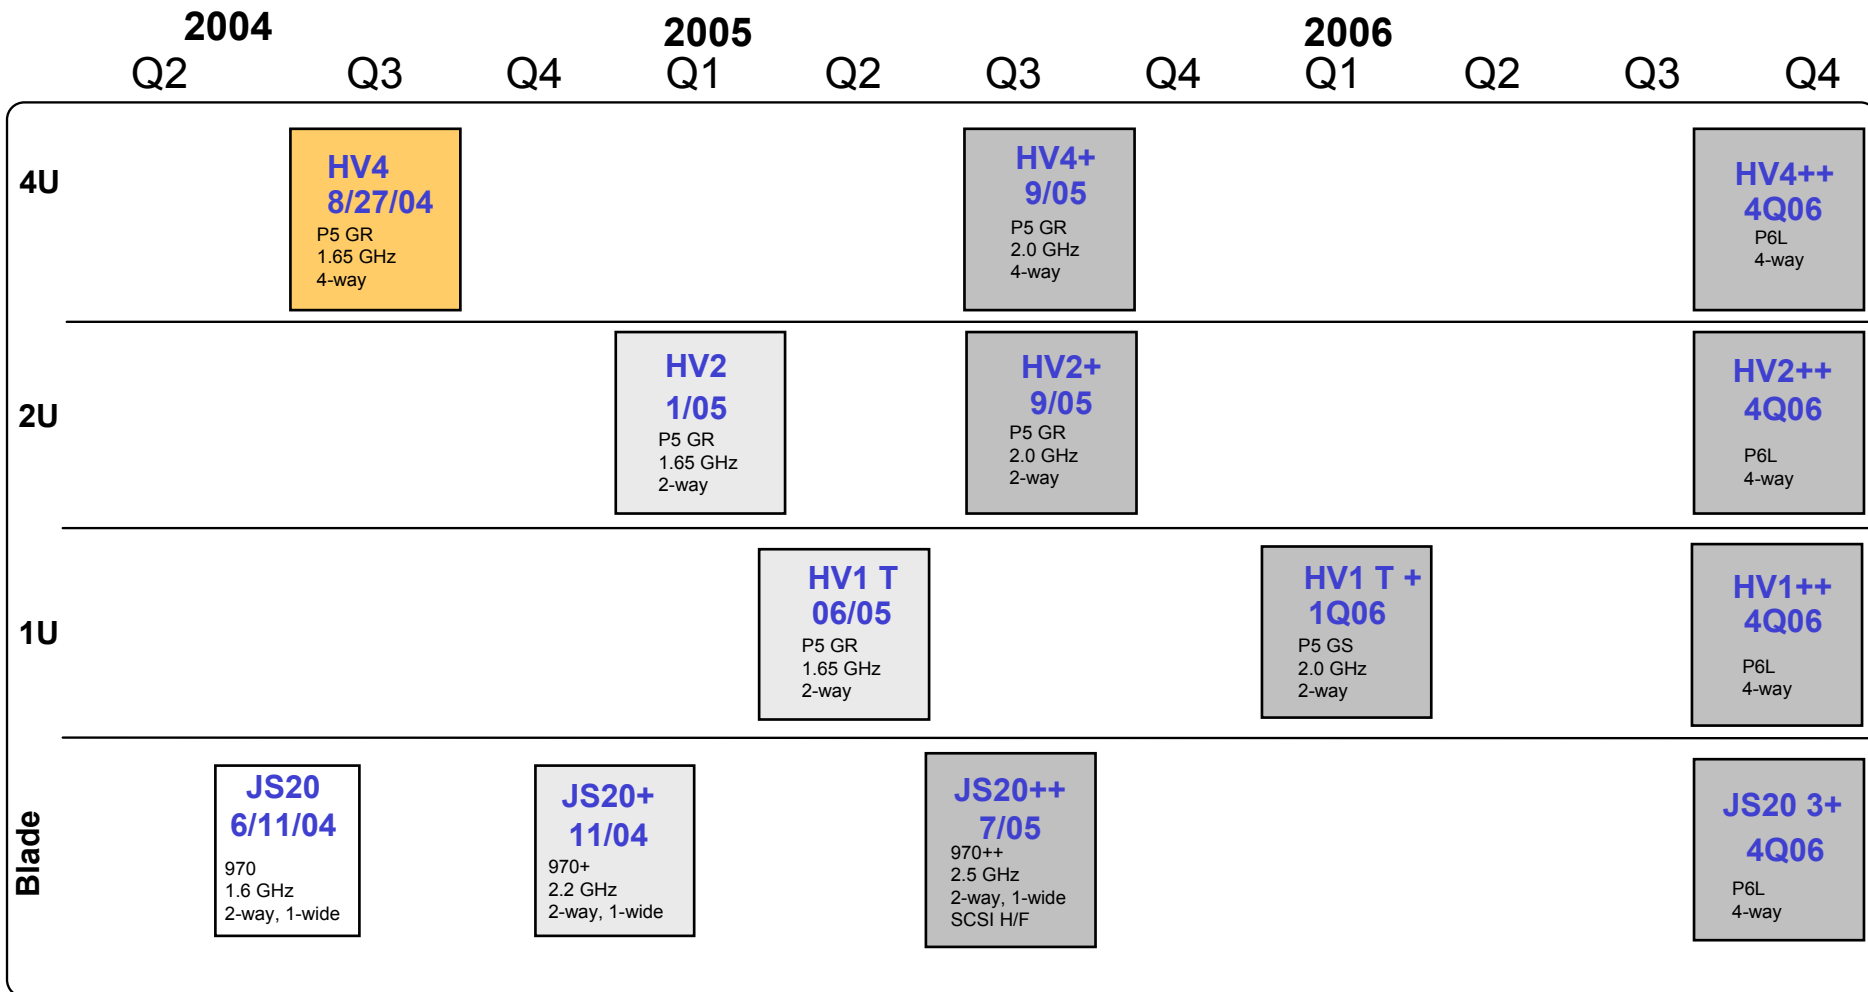 2004 2005 2006
Q2 Q3 Q4 Q1 Q2 Q3 Q4 Q1 Q2 Q3 Q4
4U
HV4
8/27/04
P5 GR
1.65 GHz
4-way
HV4+
9/05
P5 GR
2.0 GHz
4-way
HV4++
4Q06
P6L
4-way
2U
HV2
1/05
P5 GR
1.65 GHz
2-way
HV2+
9/05
P5 GR
2.0 GHz
2-way
HV2++
4Q06
P6L
4-way
1U
HV1 T
06/05
P5 GR
1.65 GHz
2-way
HV1 T +
1Q06
P5 GS
2.0 GHz
2-way
HV1++
4Q06
P6L
4-way
Blade
JS20
6/11/04
970
1.6 GHz
2-way, 1-wide
JS20+
11/04
970+
2.2 GHz
2-way, 1-wide
JS20++
7/05
970++
2.5 GHz
2-way, 1-wide
SCSI H/F
JS20 3+
4Q06
P6L
4-way